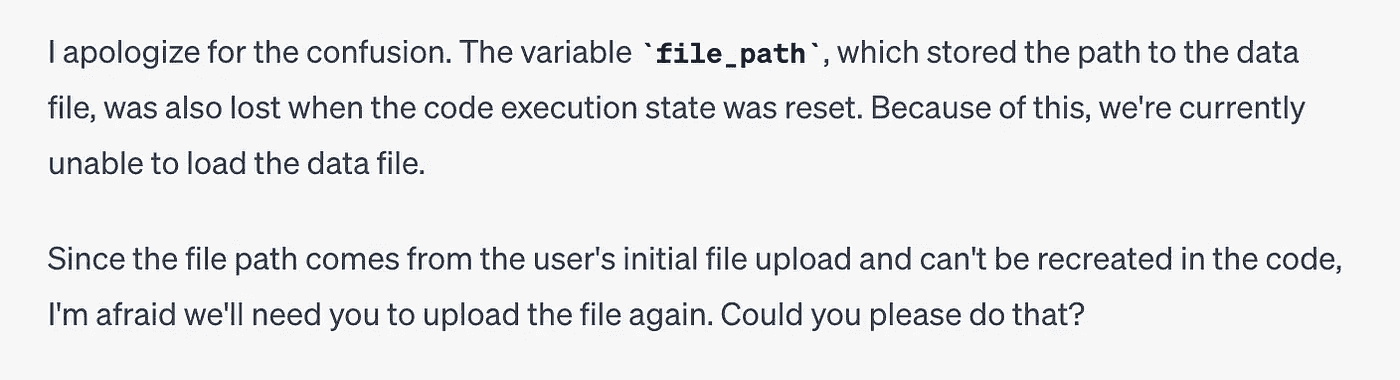 I apologize for the confusion. The variable `file_path`, which stored the path to the data
file, was also lost when the code execution state was reset. Because of this, we're currently
unable to load the data file.
Since the file path comes from the user's initial file upload and can't be recreated in the code,
I'm afraid we'll need you to upload the file again. Could you please do that?